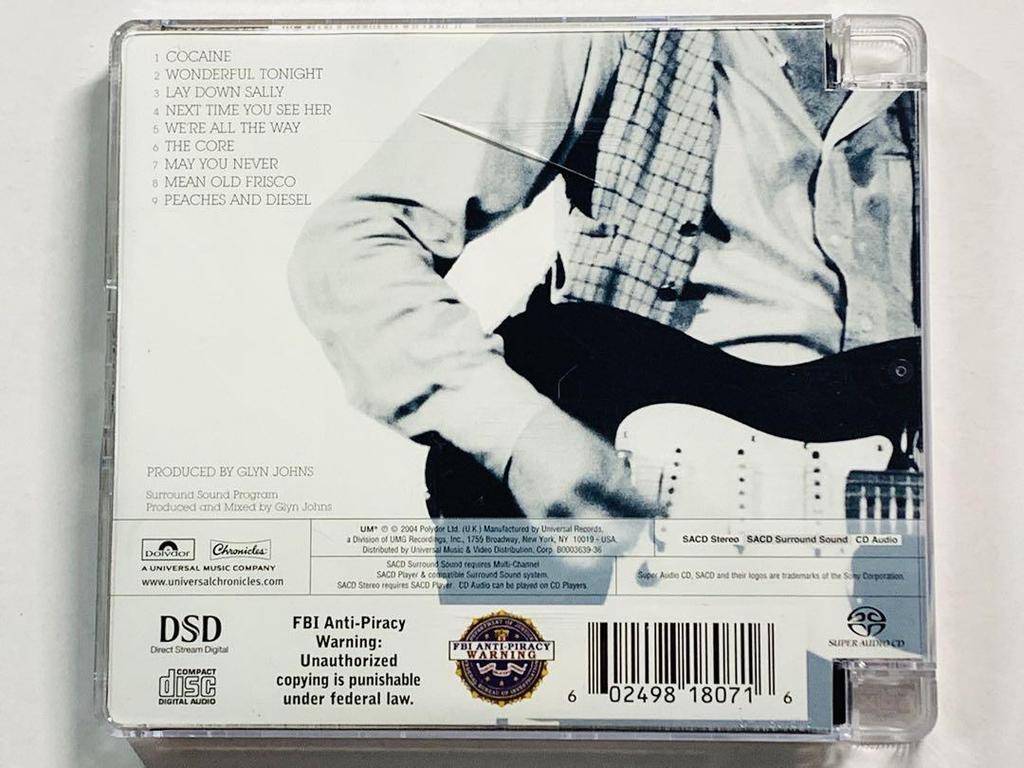 1 COCAINE
2 WONDERFUL TONIGHT
3 LAY DOWN SALLY
4 NEXT TIME YOU SEE HER
5 WE'RE ALL THE WAY
6 THE CORE
7 MAY YOU NEVER
8 MEAN OLD FRISCO
9 PEACHES AND DIESEL
PRODUCED BY GLYN JOHNS
Surround Sound Program
Produced and Mixed by Glyn Johns
Polydor
Chronicles
A UNIVERSAL MUSIC COMPANY
www.universalchronicles.com
UM® ℗ © 2004 Polydor Ltd. (U.K.) Manufactured by Universal Records,
a Division of UMG Recordings, Inc., 1755 Broadway, New York, NY 10019 - USA.
Distributed by Universal Music & Video Distribution, Corp. B0003639-36
SACD Surround Sound requires Multi-Channel
SACD Player & compatible Surround Sound system.
SACD Stereo requires SACD Player. CD Audio can be played on CD Players.
SACD Stereo SACD Surround Sound CD Audio
Super Audio CD, SACD and their logos are trademarks of the Sony Corporation.
DSD
Direct Stream Digital
COMPACT
disc
DIGITAL AUDIO
FBI Anti-Piracy
Warning:
Unauthorized
copying is punishable
under federal law.
FBI ANTI-PIRACY
WARNING
6 02498 18071 6
SUPER AUDIO CD